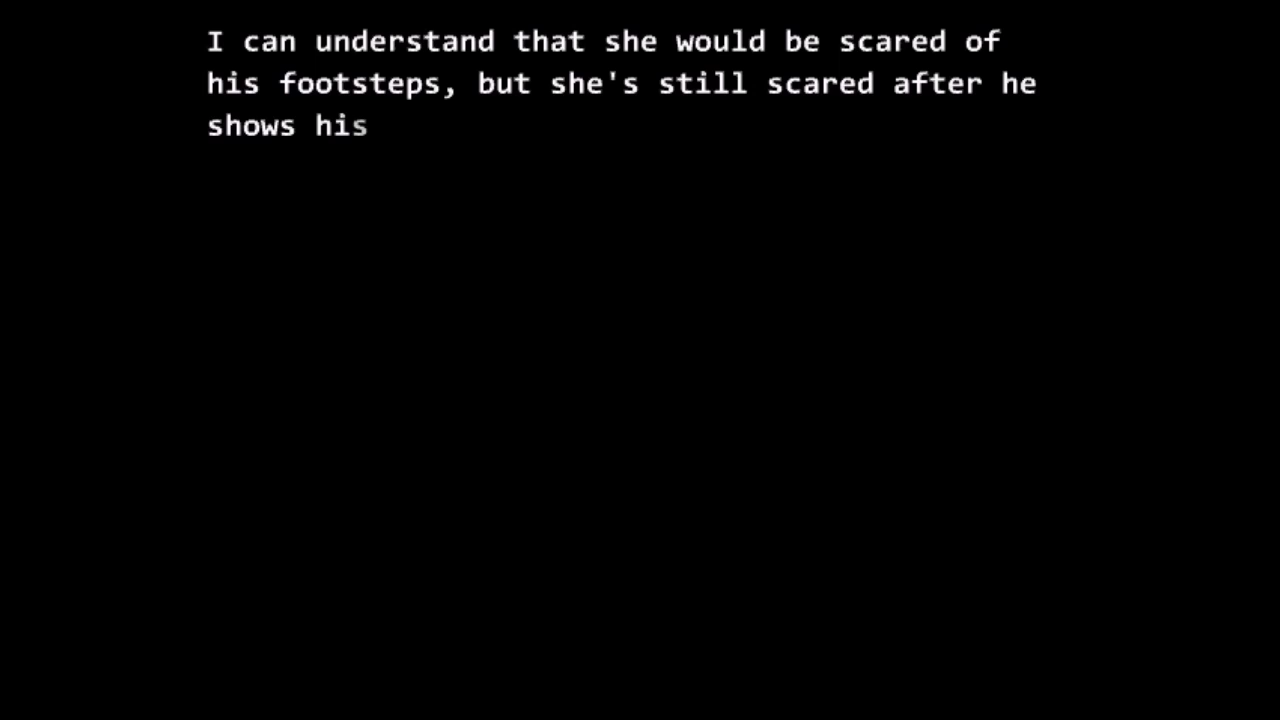 I can understand that she would be scared of
his footsteps, but she's still scared after he
shows his